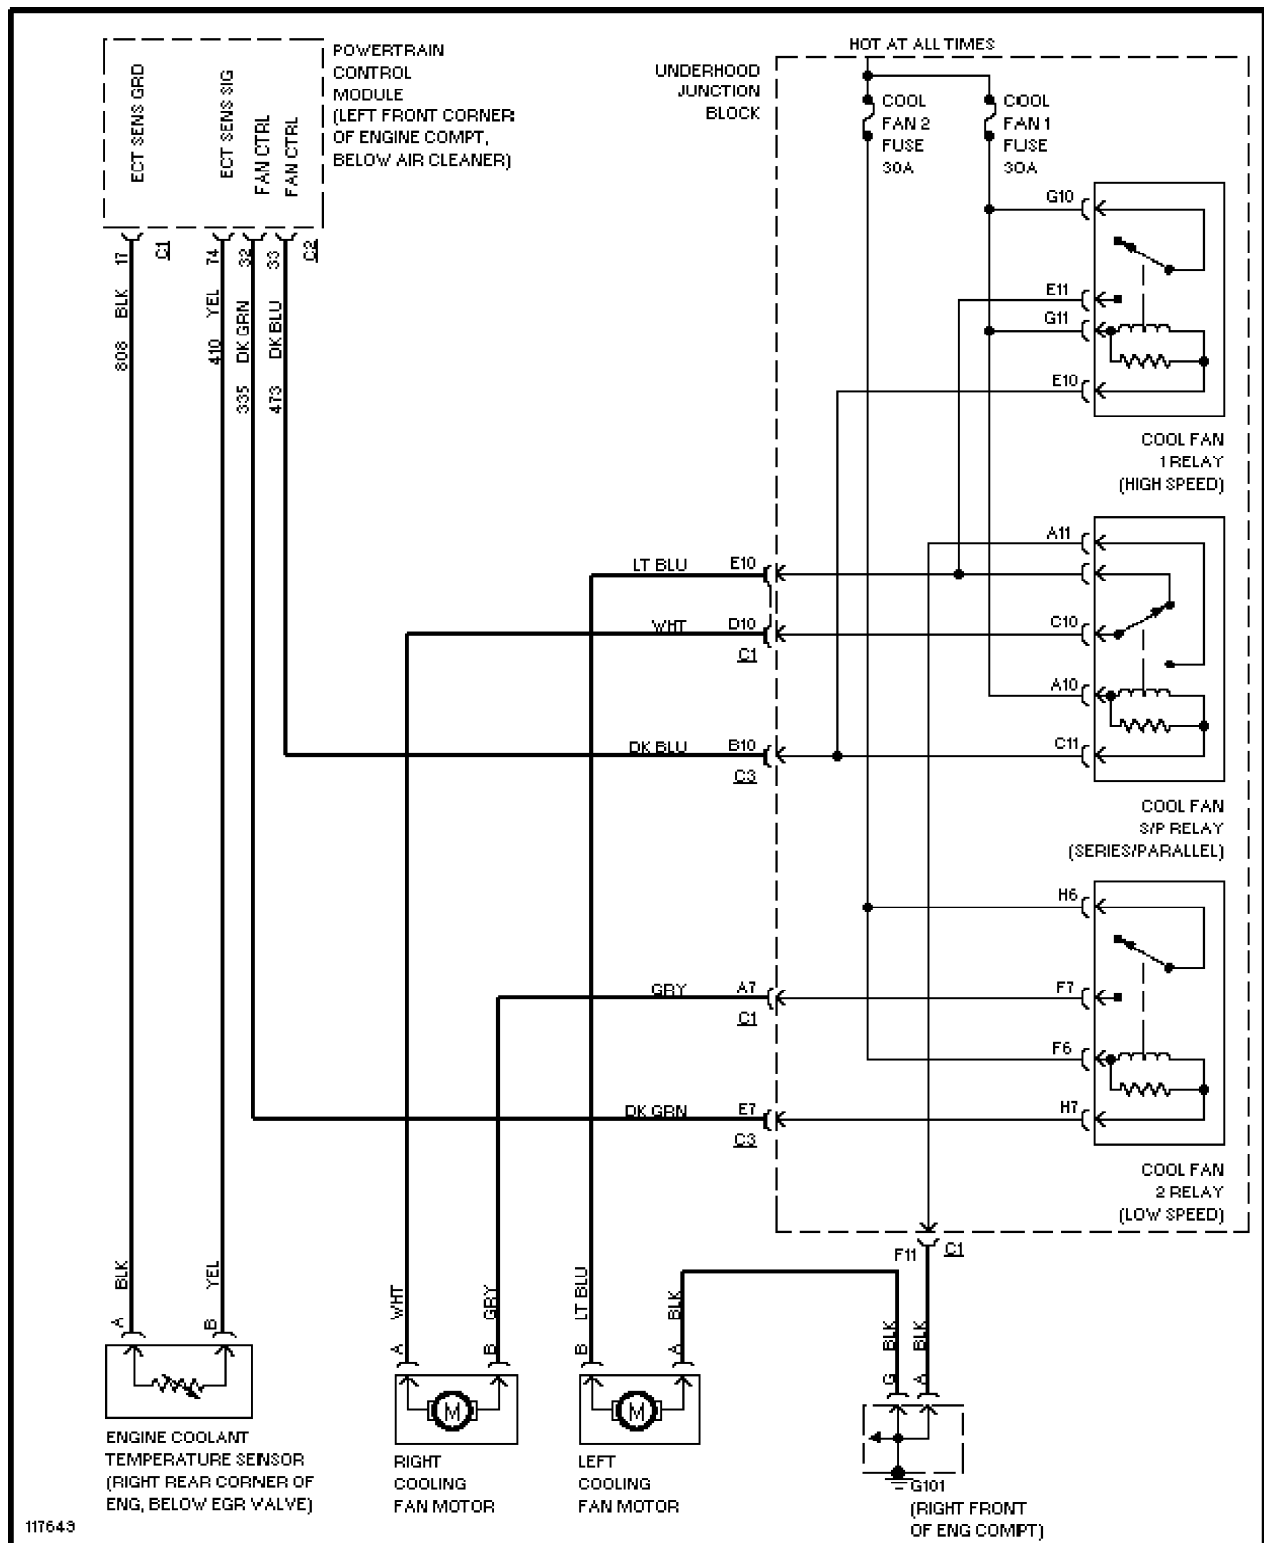 HOT AT ALL TIMES
POWERTRAIN
CONTROL
MODULE
(LEFT FRONT CORNER
OF ENGINE COMPT,
BELOW AIR CLEANER)
ECT SENS GRD
ECT SENS SIG
FAN CTRL
FAN CTRL
UNDERHOOD
JUNCTION
BLOCK
COOL
FAN 2
FUSE
30A
COOL
FAN 1
FUSE
30A
17
C1
74
32
33
C2
808 BLK
410 YEL
335 DK GRN
473 DK BLU
G10
E11
G11
E10
COOL FAN
1 RELAY
(HIGH SPEED)
A11
LT BLU E10
WHT D10
C1
C10
A10
DK BLU B10
C3
C11
COOL FAN
S/P RELAY
(SERIES/PARALLEL)
H6
GRY A7
C1
F7
F6
DK GRN E7
C3
H7
COOL FAN
2 RELAY
(LOW SPEED)
F11 C1
BLK
YEL
WHT
GRY
LT BLU
BLK
BLK
BLK
A
B
A
B
B
A
G
A
M
M
ENGINE COOLANT
TEMPERATURE SENSOR
(RIGHT REAR CORNER OF
ENG, BELOW EGR VALVE)
RIGHT
COOLING
FAN MOTOR
LEFT
COOLING
FAN MOTOR
G101
(RIGHT FRONT
OF ENG COMPT)
117643